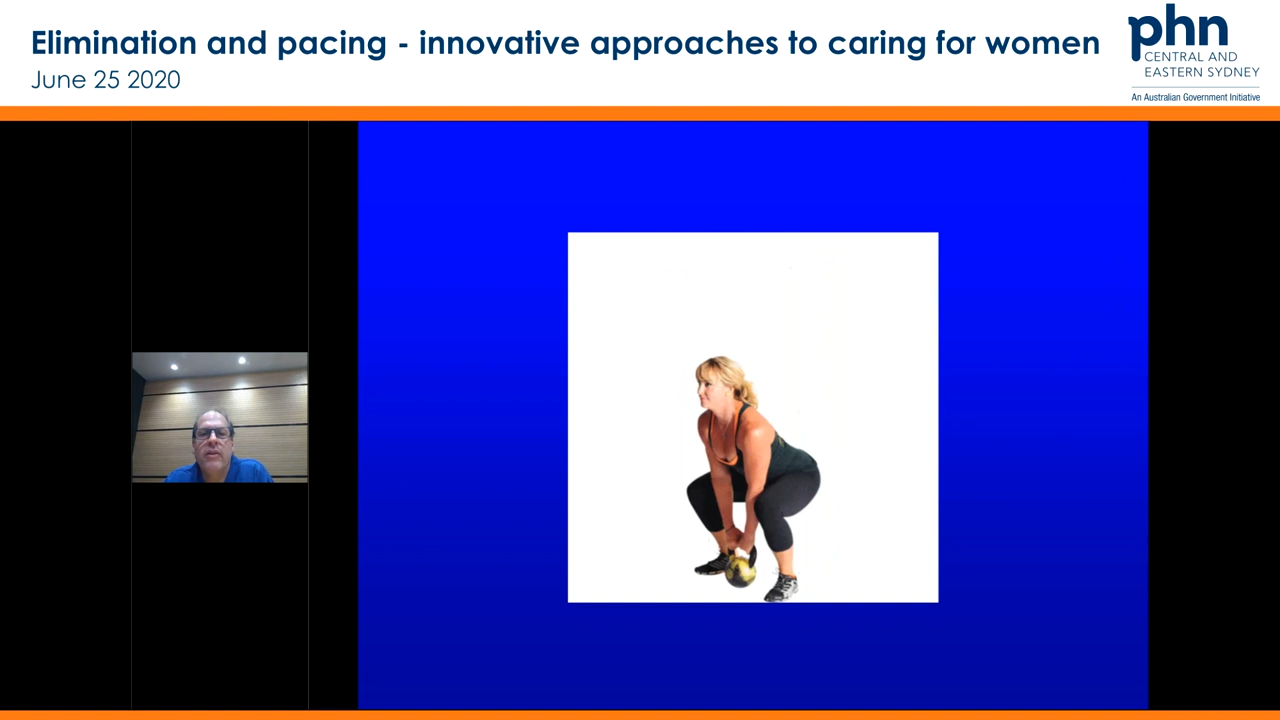 Elimination and pacing - innovative approaches to caring for women
June 25 2020
phn
CENTRAL AND
EASTERN SYDNEY
An Australian Government Initiative